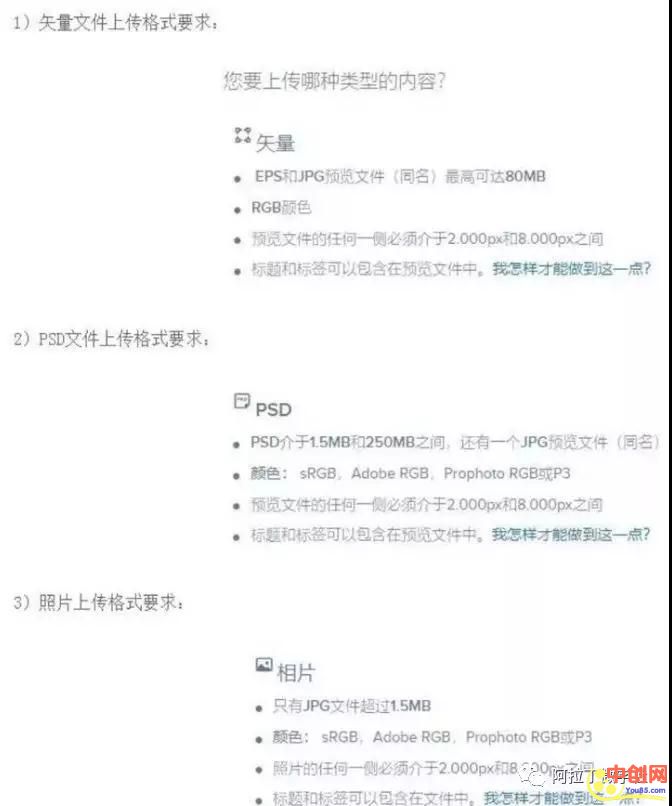 1）矢量文件上传格式要求：
您要上传哪种类型的内容？
矢量
• EPS和JPG预览文件（同名）最高可达80MB
• RGB颜色
• 预览文件的任何一侧必须介于2.000px和8.000px之间
• 标题和标签可以包含在预览文件中。我怎样才能做到这一点？
2）PSD文件上传格式要求：
PSD
• PSD介于1.5MB和250MB之间，还有一个JPG预览文件（同名）
• 颜色： sRGB，Adobe RGB，Prophoto RGB或P3
• 预览文件的任何一侧必须介于2.000px和8.000px之间
• 标题和标签可以包含在预览文件中。我怎样才能做到这一点？
3）照片上传格式要求：
相片
• 只有JPG文件超过1.5MB
• 颜色： sRGB，Adobe RGB，Prophoto RGB或P3
• 照片的任何一侧必须介于2.000px和8.000px之间
• 标题和标签可以包含在文件中。我怎样才能
阿拉丁
中创网
You85.com